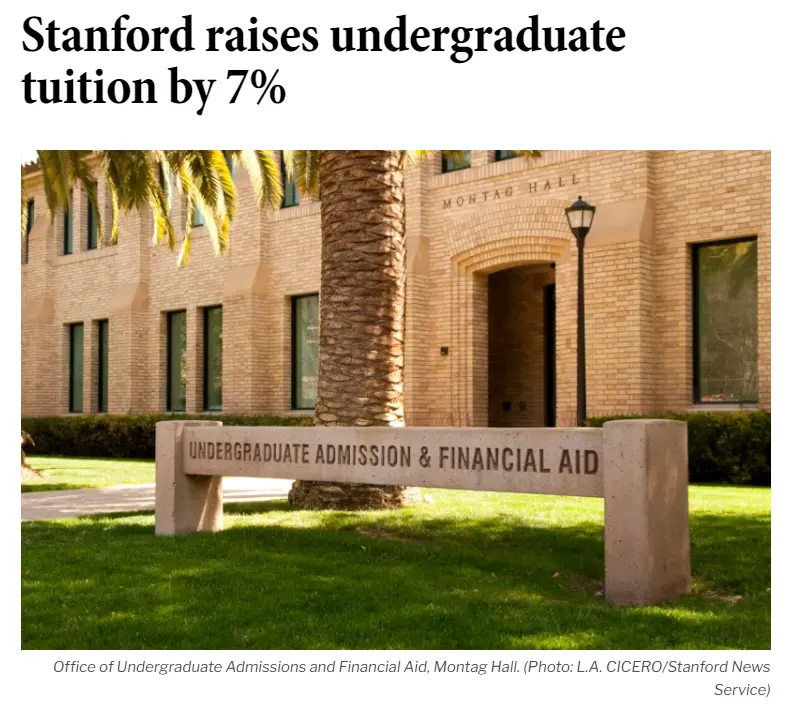 Stanford raises undergraduate
tuition by 7%
MONTAG HALL
UNDERGRADUATE ADMISSION & FINANCIAL AID
Office of Undergraduate Admissions and Financial Aid, Montag Hall. (Photo: L.A. CICERO/Stanford News
Service)